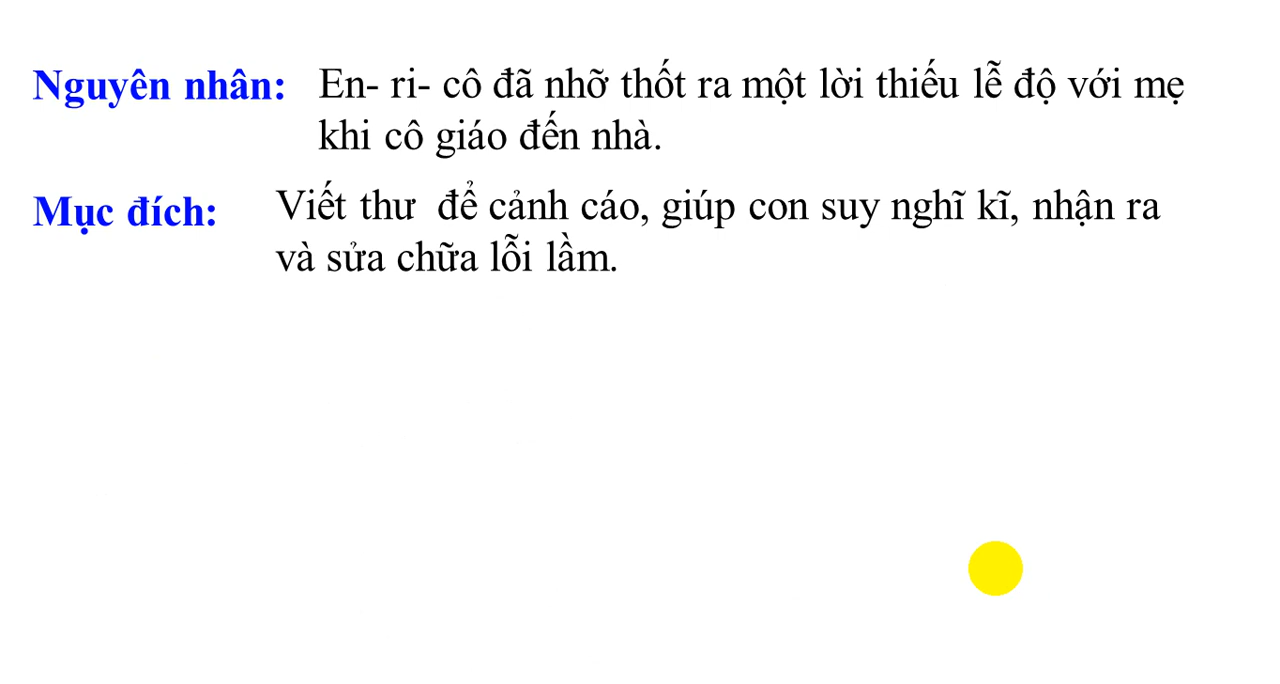 Nguyên nhân: En- ri- cô đã nhỡ thốt ra một lời thiếu lễ độ với mẹ
khi cô giáo đến nhà.
Mục đích: Viết thư để cảnh cáo, giúp con suy nghĩ kĩ, nhận ra
và sửa chữa lỗi lầm.